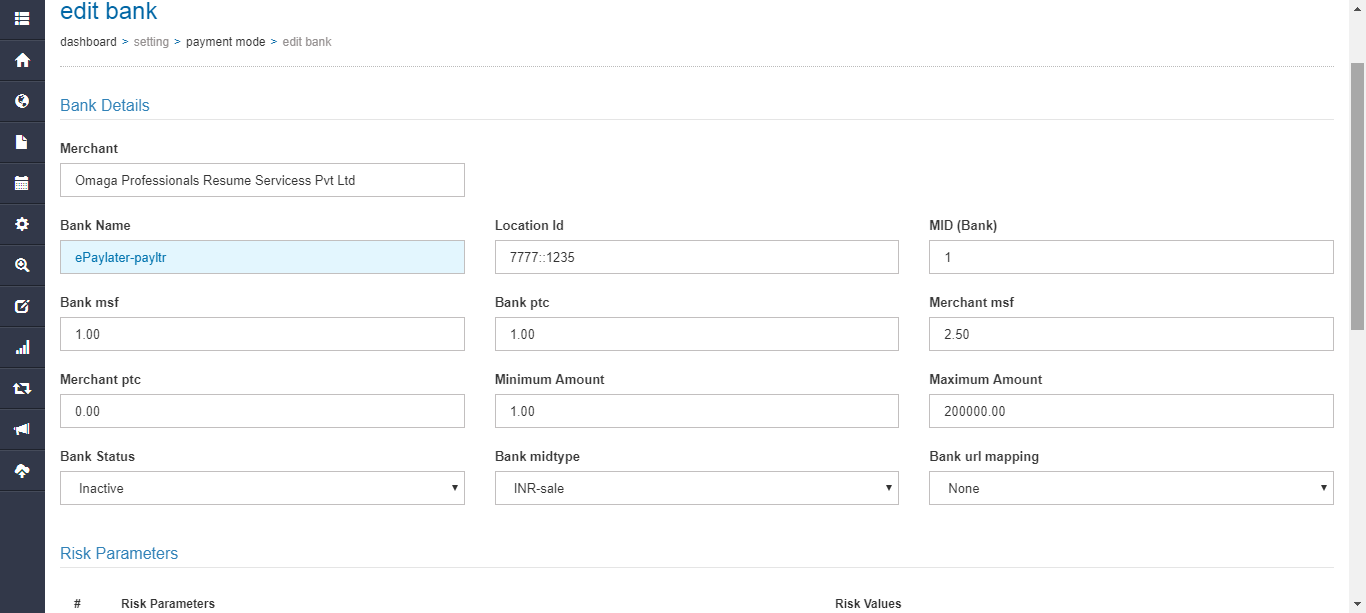 edit bank
dashboard > setting > payment mode > edit bank
Bank Details
Merchant
Omaga Professionals Resume Servicess Pvt Ltd
Bank Name Location Id MID (Bank)
ePaylater-payltr 7777::1235 1
Bank msf Bank ptc Merchant msf
1.00 1.00 2.50
Merchant ptc Minimum Amount Maximum Amount
0.00 1.00 200000.00
Bank Status Bank midtype Bank url mapping
Inactive INR-sale None
Risk Parameters
# Risk Parameters Risk Values